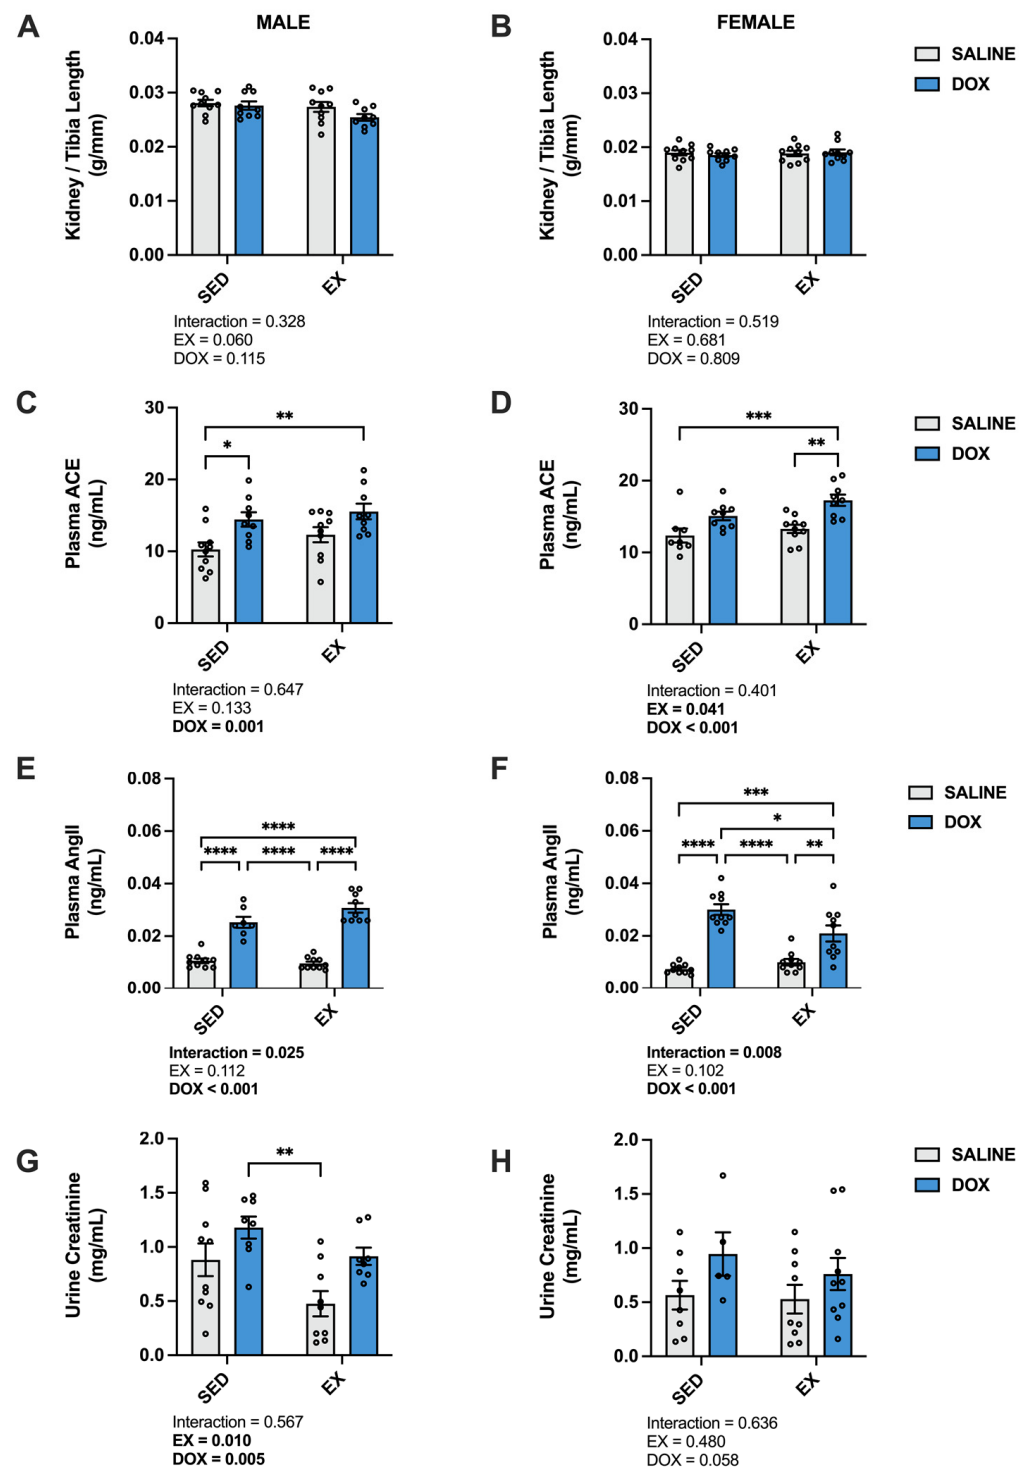 A
MALE
0.04
0.03
0.02
0.01
0.00
Kidney / Tibia Length
(g/mm)
SED
EX
Interaction = 0.328
EX = 0.060
DOX = 0.115
B
FEMALE
0.04
0.03
0.02
0.01
0.00
Kidney / Tibia Length
(g/mm)
SED
EX
Interaction = 0.519
EX = 0.681
DOX = 0.809
SALINE
DOX
C
30
20
10
0
Plasma ACE
(ng/mL)
**
*
SED
EX
Interaction = 0.647
EX = 0.133
DOX = 0.001
D
30
20
10
0
Plasma ACE
(ng/mL)
***
**
SED
EX
Interaction = 0.401
EX = 0.041
DOX < 0.001
SALINE
DOX
E
0.08
0.06
0.04
0.02
0.00
Plasma AngII
(ng/mL)
****
**** **** ****
SED
EX
Interaction = 0.025
EX = 0.112
DOX < 0.001
F
0.08
0.06
0.04
0.02
0.00
Plasma AngII
(ng/mL)
***
*
**** **** **
SED
EX
Interaction = 0.008
EX = 0.102
DOX < 0.001
SALINE
DOX
G
2.0
1.5
1.0
0.5
0.0
Urine Creatinine
(mg/mL)
**
SED
EX
Interaction = 0.567
EX = 0.010
DOX = 0.005
H
2.0
1.5
1.0
0.5
0.0
Urine Creatinine
(mg/mL)
SED
EX
Interaction = 0.636
EX = 0.480
DOX = 0.058
SALINE
DOX